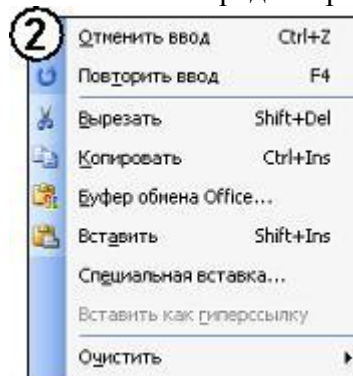 2
Отменить ввод Ctrl+Z
Повторить ввод F4
Вырезать Shift+Del
Копировать Ctrl+Ins
Буфер обмена Office...
Вставить Shift+Ins
Специальная вставка...
Вставить как гиперссылку
Очистить